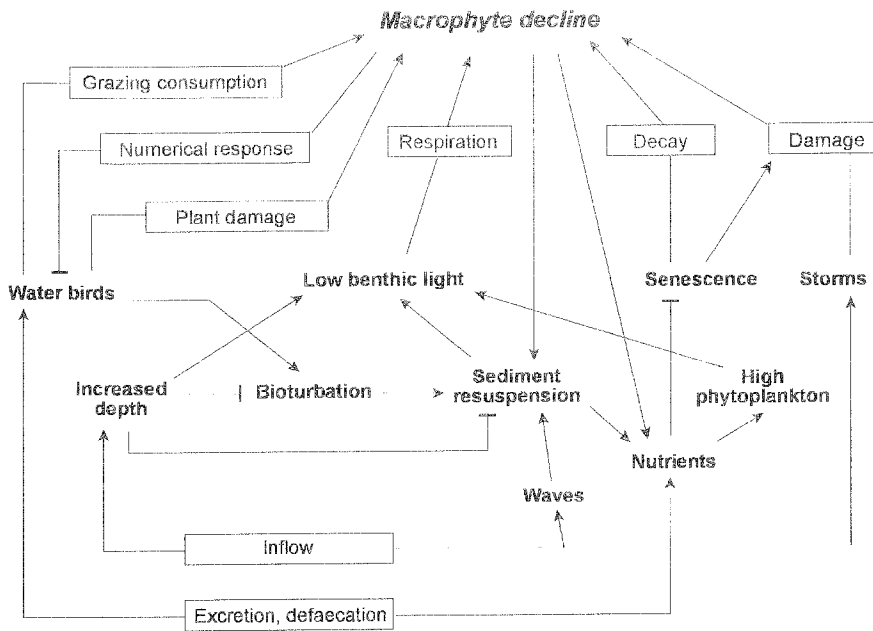 Macrophyte decline
Grazing consumption
Numerical response
Respiration
Decay
Damage
Plant damage
Water birds
Low benthic light
Senescence
Storms
Increased
depth
Bioturbation
Sediment
resuspension
High
phytoplankton
Nutrients
Waves
Inflow
Excretion, defaecation